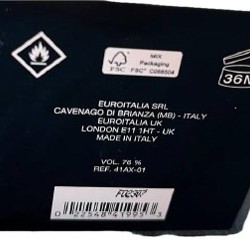 MIX
Packaging
FSC
FSC® C068504
36M
EUROITALIA SRL
CAVENAGO DI BRIANZA (MB) - ITALY
EUROITALIA UK
LONDON E11 1HT - UK
MADE IN ITALY
VOL. 76 %
REF. 41AX-01